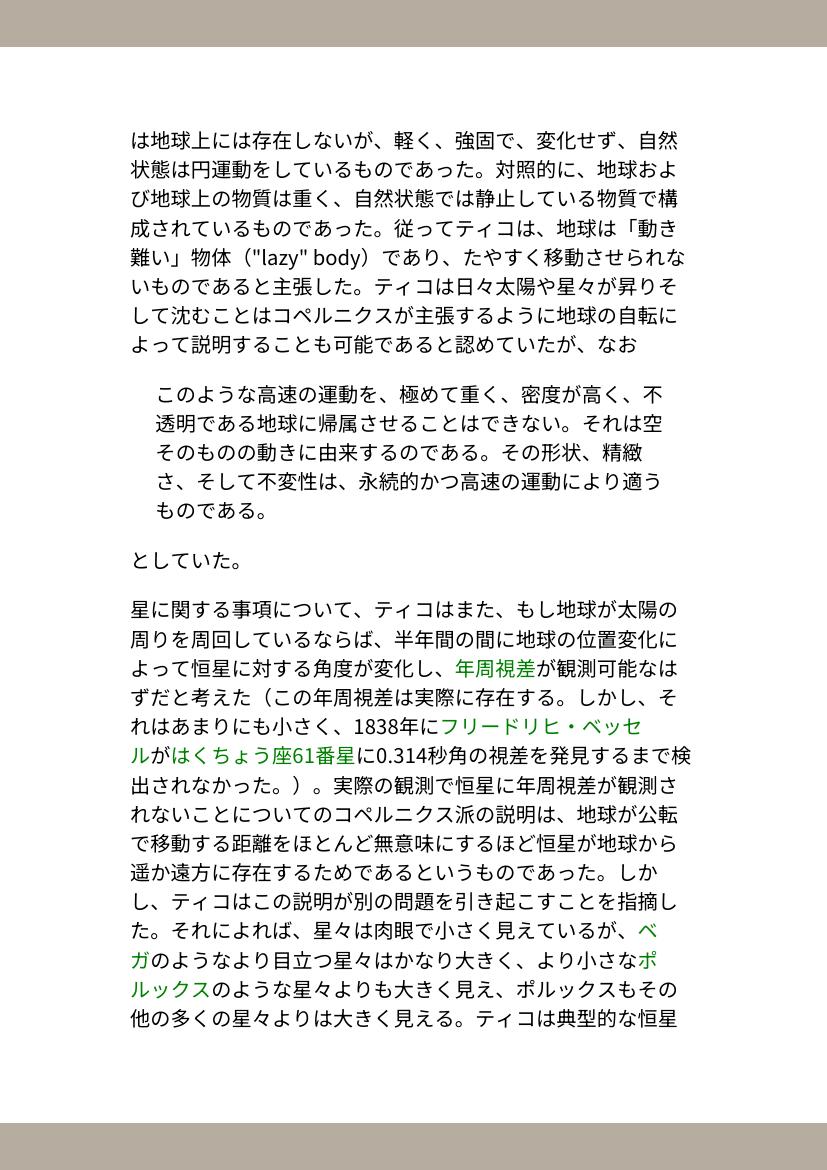 は地球上には存在しないが、軽く、強固で、変化せず、自然
状態は円運動をしているものであった。対照的に、地球およ
び地球上の物質は重く、自然状態では静止している物質で構
成されているものであった。従ってティコは、地球は「動き
難い」物体（"lazy" body）であり、たやすく移動させられな
いものであると主張した。ティコは日々太陽や星々が昇りそ
して沈むことはコペルニクスが主張するように地球の自転に
よって説明することも可能であると認めていたが、なお
このような高速の運動を、極めて重く、密度が高く、不
透明である地球に帰属させることはできない。それは空
そのものの動きに由来するのである。その形状、精緻
さ、そして不変性は、永続的かつ高速の運動により適う
ものである。
としていた。
星に関する事項について、ティコはまた、もし地球が太陽の
周りを周回しているならば、半年間の間に地球の位置変化に
よって恒星に対する角度が変化し、年周視差が観測可能なは
ずだと考えた（この年周視差は実際に存在する。しかし、そ
れはあまりにも小さく、1838年にフリードリヒ・ベッセ
ルがはくちょう座61番星に0.314秒角の視差を発見するまで検
出されなかった。）。実際の観測で恒星に年周視差が観測さ
れないことについてのコペルニクス派の説明は、地球が公転
で移動する距離をほとんど無意味にするほど恒星が地球から
遥か遠方に存在するためであるというものであった。しか
し、ティコはこの説明が別の問題を引き起こすことを指摘し
た。それによれば、星々は肉眼で小さく見えているが、ベ
ガのようなより目立つ星々はかなり大きく、より小さなポ
ルックスのような星々よりも大きく見え、ポルックスもその
他の多くの星々よりは大きく見える。ティコは典型的な恒星